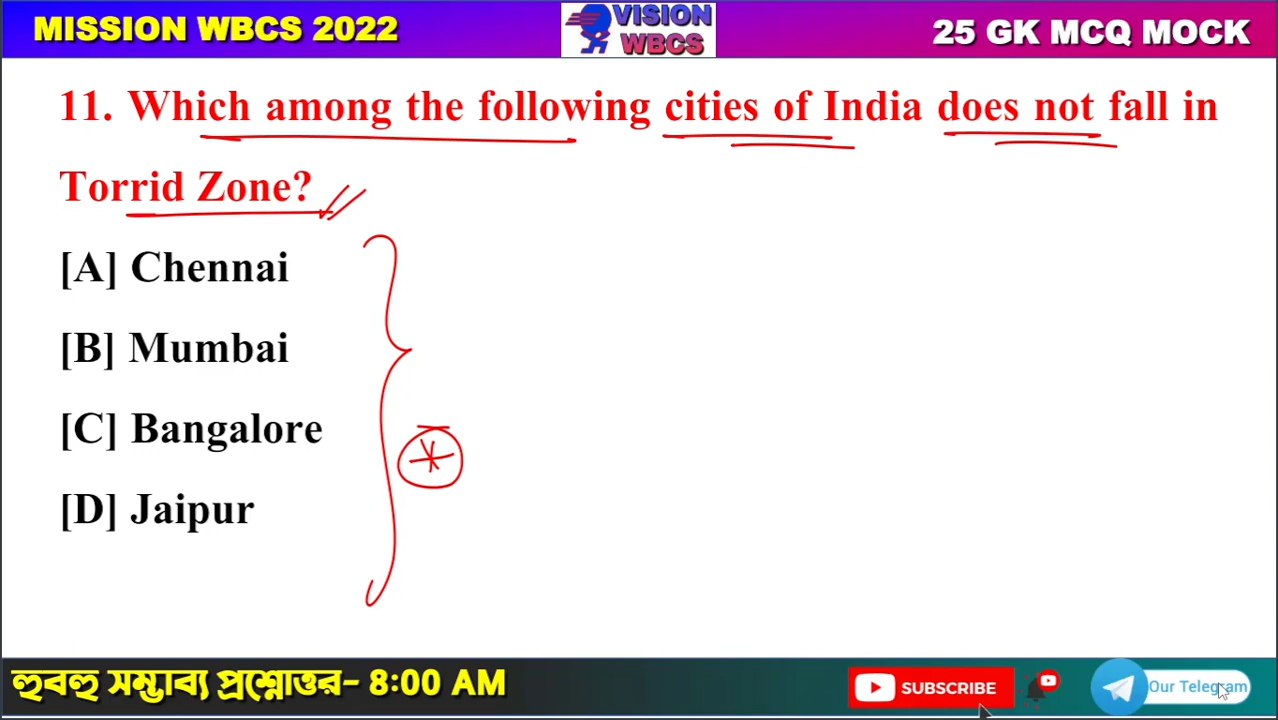 MISSION WBCS 2022
VISION
WBCS
25 GK MCQ MOCK
11. Which among the following cities of India does not fall in
Torrid Zone?
[A] Chennai
[B] Mumbai
[C] Bangalore
[D] Jaipur
হুবহু সম্ভাব্য প্রশ্নোত্তর- 8:00 AM
SUBSCRIBE
Our Telegram